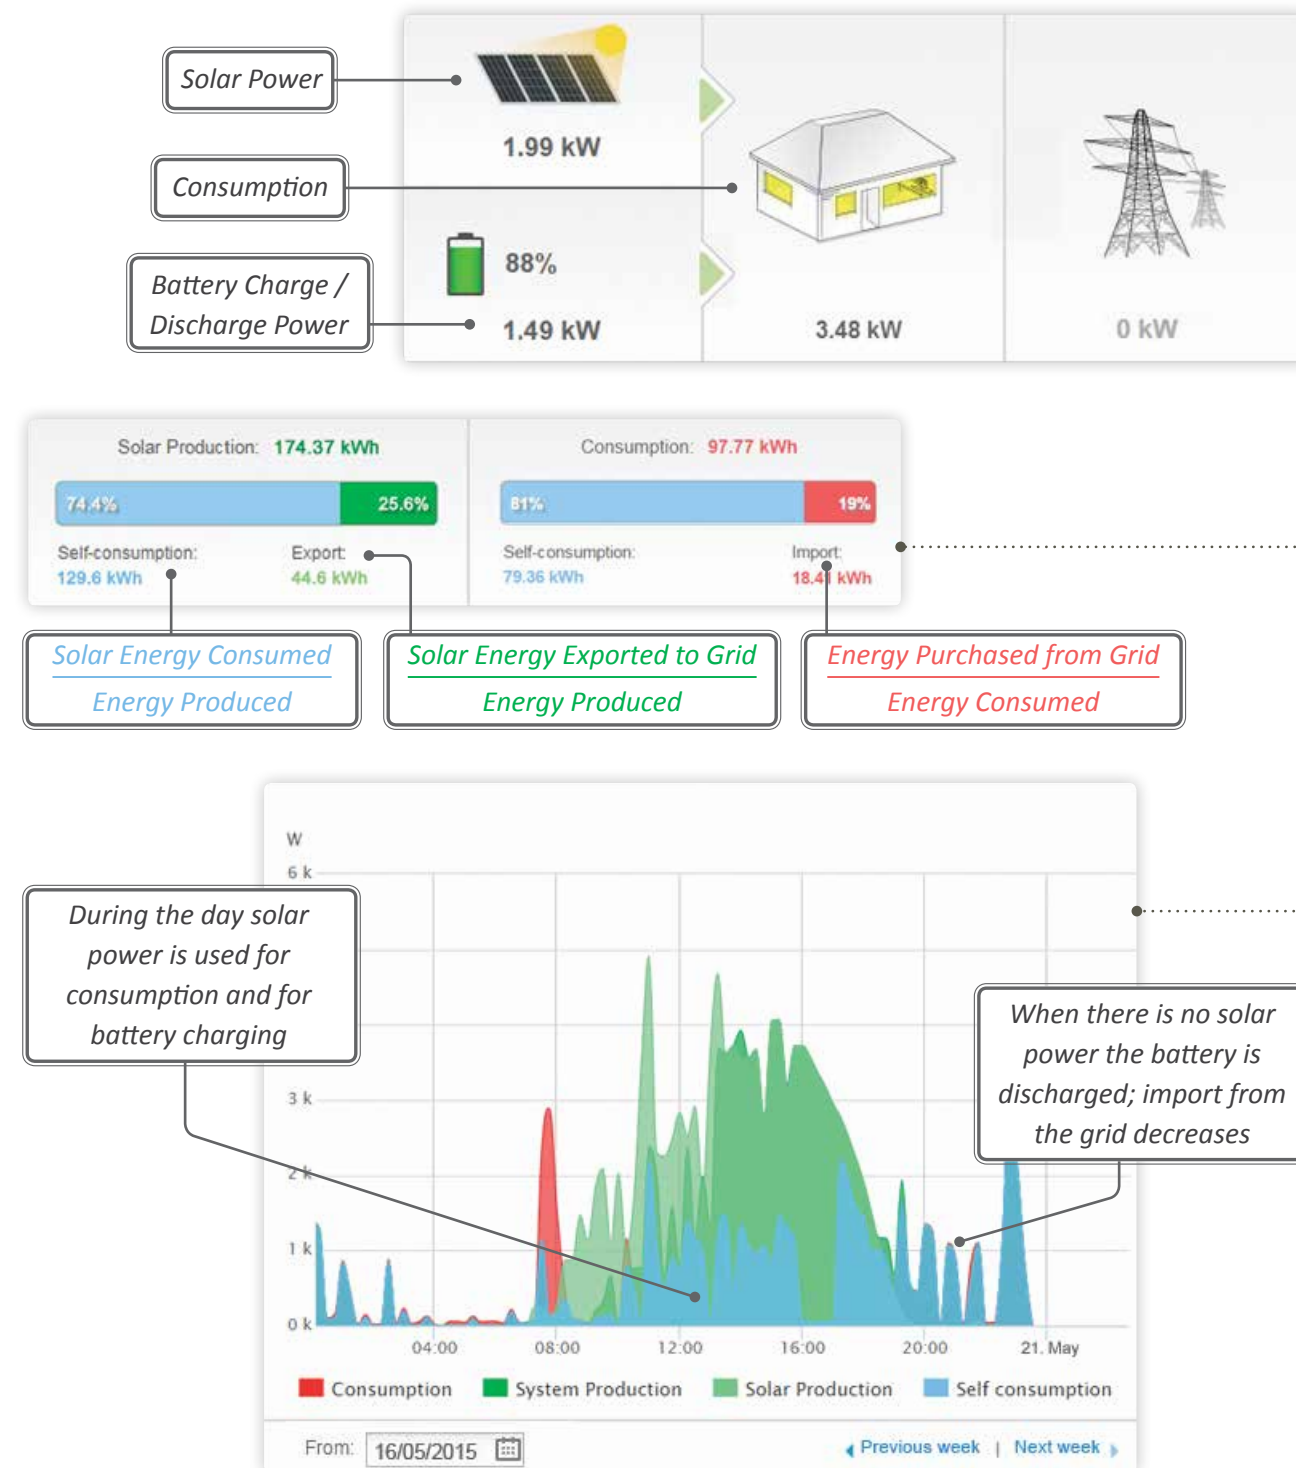 Solar Power
1.99 kW
Consumption
88%
Battery Charge /
Discharge Power
1.49 kW
3.48 kW
0 kW
Solar Production: 174.37 kWh
Consumption: 97.77 kWh
74.4%
25.6%
81%
19%
Self-consumption:
129.6 kWh
Export:
44.6 kWh
Self-consumption:
79.36 kWh
Import:
18.41 kWh
Solar Energy Consumed
Energy Produced
Solar Energy Exported to Grid
Energy Produced
Energy Purchased from Grid
Energy Consumed
W
6 k
During the day solar
power is used for
consumption and for
battery charging
When there is no solar
power the battery is
discharged; import from
the grid decreases
3 k
2 k
1 k
0 k
04:00
08:00
12:00
16:00
20:00
21. May
Consumption
System Production
Solar Production
Self consumption
From: 16/05/2015
Previous week | Next week